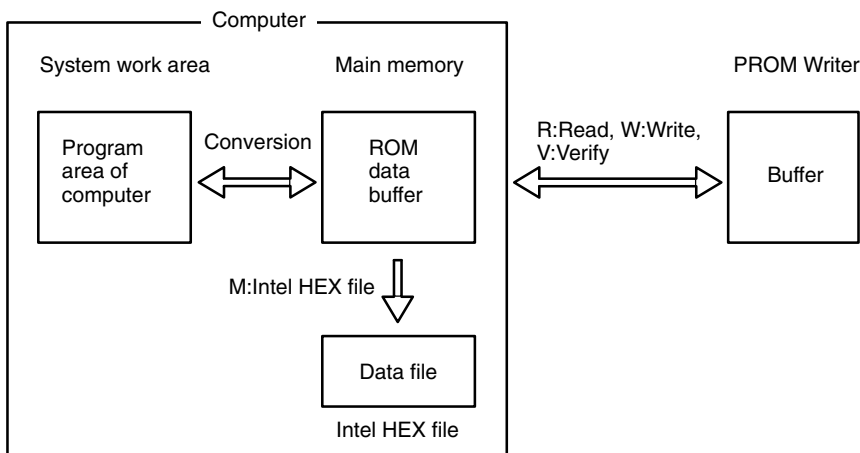 Computer
System work area
Main memory
PROM Writer
Program
area of
computer
Conversion
ROM
data
buffer
R:Read, W:Write,
V:Verify
Buffer
M:Intel HEX file
Data file
Intel HEX file